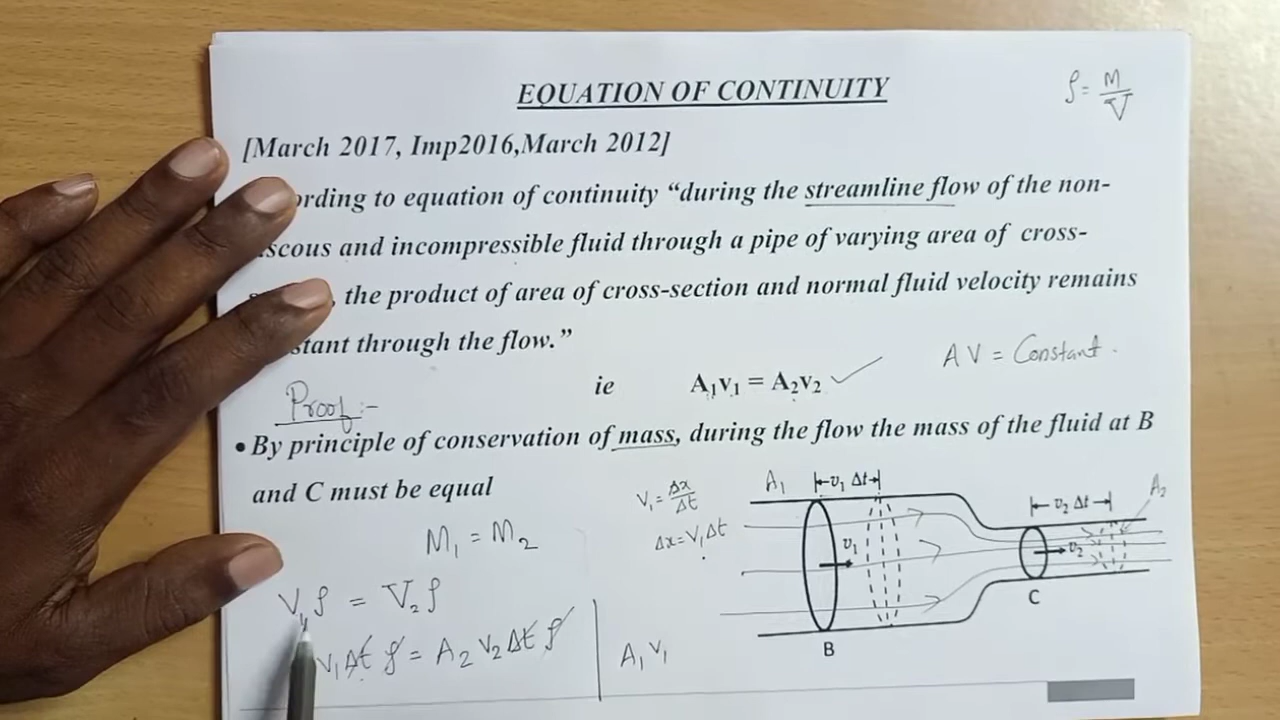 EQUATION OF CONTINUITY
ρ = M/V
[March 2017, Imp2016,March 2012]
ording to equation of continuity “during the streamline flow of the non-
scous and incompressible fluid through a pipe of varying area of cross-
, the product of area of cross-section and normal fluid velocity remains
stant through the flow.”
AV = Constant.
ie A₁v₁ = A₂v₂ ✓
Proof:-
• By principle of conservation of mass, during the flow the mass of the fluid at B
and C must be equal
M₁ = M₂
V₁ρ = V₂ρ
v₁Δt ρ = A₂ v₂ Δt ρ
V₁ = Δx/Δt
Δx = V₁Δt
A₁ v₁
A₁
v₁ Δt
v₂ Δt
A₂
v₁
v₂
B
C